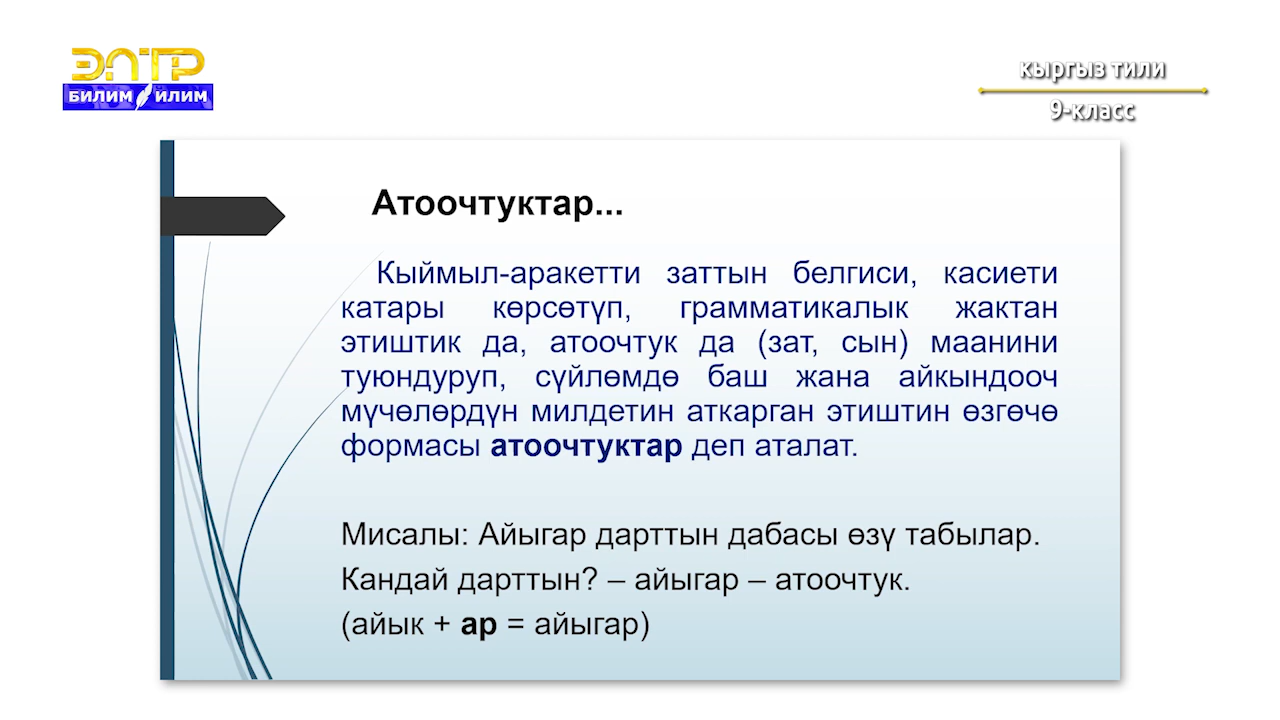 ЭЛТР
БИЛИМ ИЛИМ
кыргыз тили
9-класс
Атоочтуктар...
Кыймыл-аракетти заттын белгиси, касиети
катары көрсөтүп, грамматикалык жактан
этиштик да, атоочтук да (зат, сын) маанини
туюндуруп, сүйлөмдө баш жана айкындооч
мүчөлөрдүн милдетин аткарган этиштин өзгөчө
формасы атоочтуктар деп аталат.
Мисалы: Айыгар дарттын дабасы өзү табылар.
Кандай дарттын? – айыгар – атоочтук.
(айык + ар = айыгар)